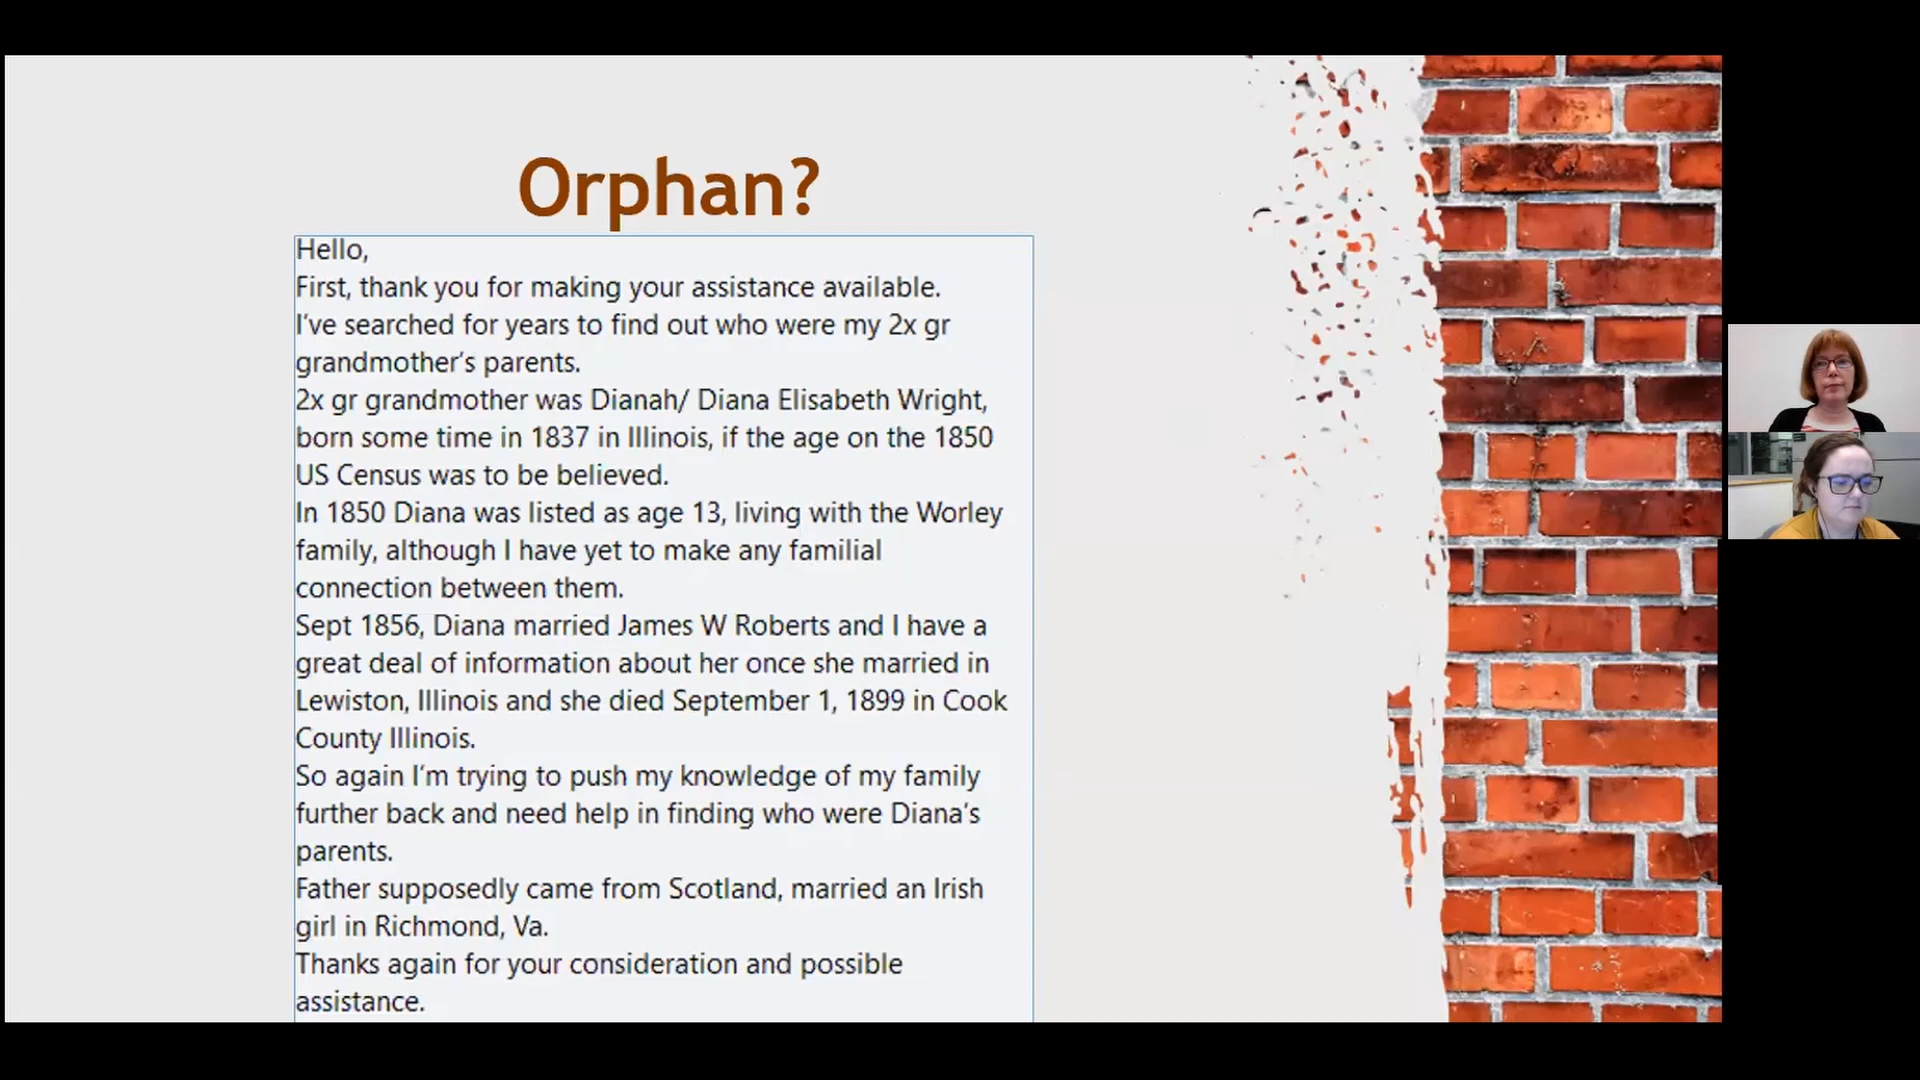 Orphan?
Hello,
First, thank you for making your assistance available.
I've searched for years to find out who were my 2x gr
grandmother's parents.
2x gr grandmother was Dianah/ Diana Elisabeth Wright,
born some time in 1837 in Illinois, if the age on the 1850
US Census was to be believed.
In 1850 Diana was listed as age 13, living with the Worley
family, although I have yet to make any familial
connection between them.
Sept 1856, Diana married James W Roberts and I have a
great deal of information about her once she married in
Lewiston, Illinois and she died September 1, 1899 in Cook
County Illinois.
So again I'm trying to push my knowledge of my family
further back and need help in finding who were Diana's
parents.
Father supposedly came from Scotland, married an Irish
girl in Richmond, Va.
Thanks again for your consideration and possible
assistance.